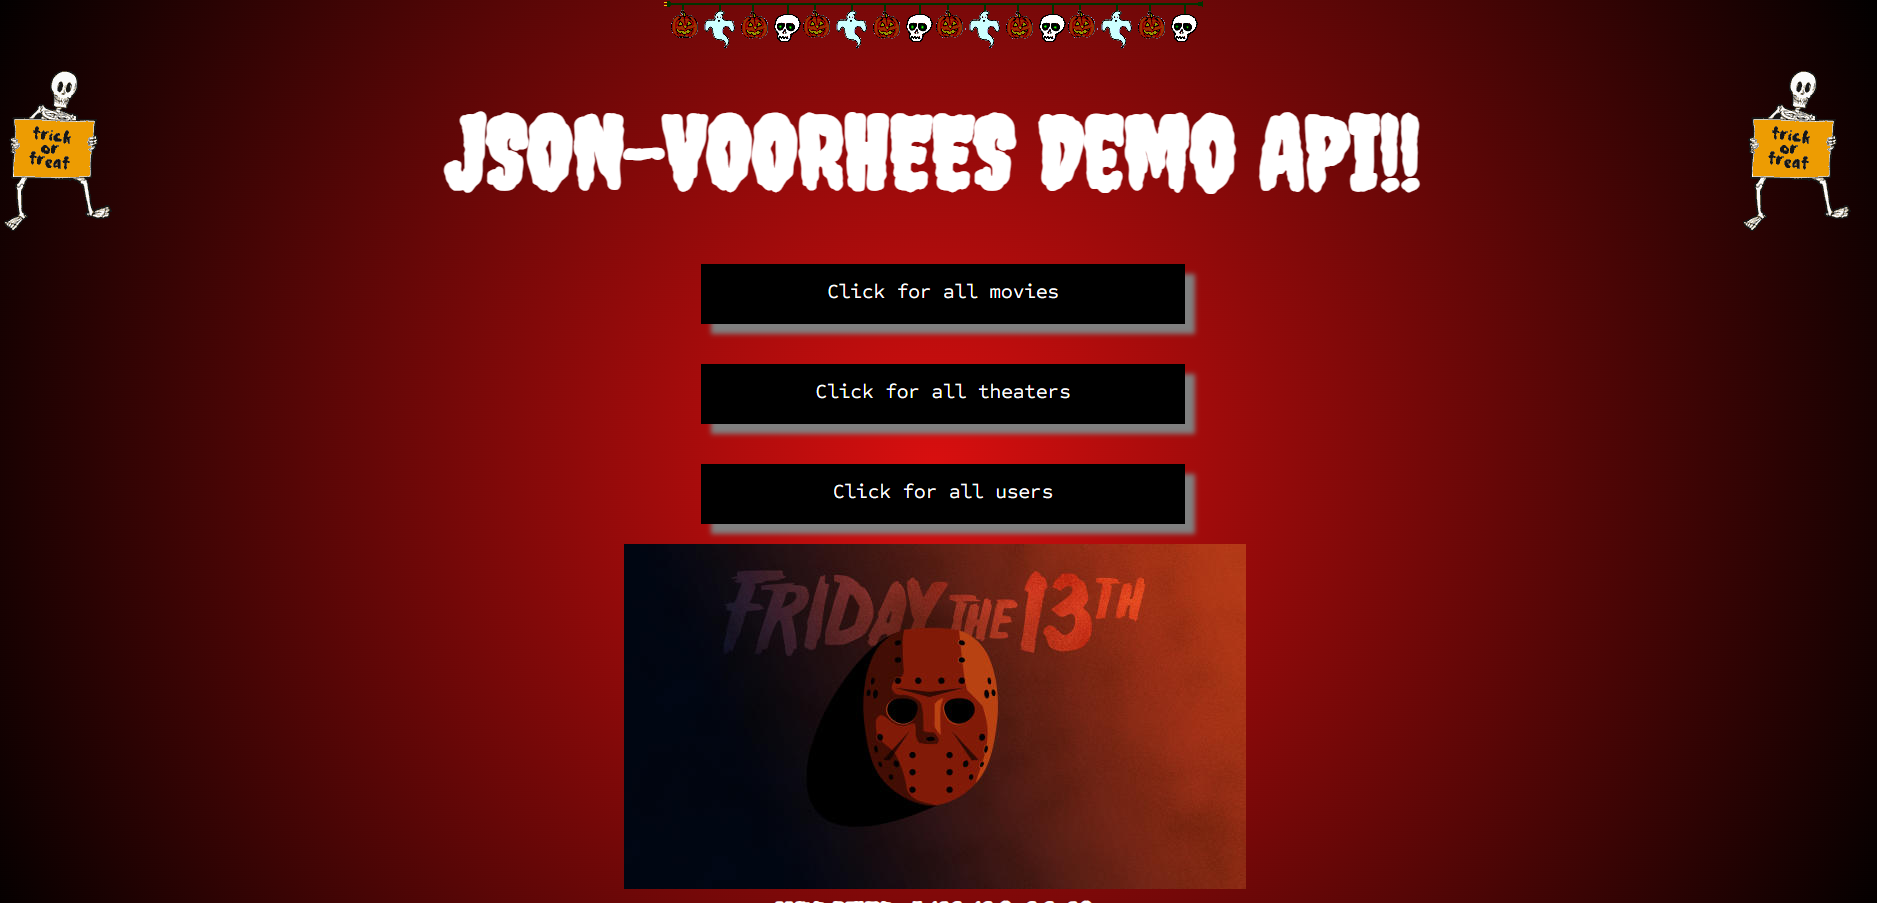 trick
or
treat
JSON-VOORHEES DEMO API!!
trick
or
treat
Click for all movies
Click for all theaters
Click for all users
FRIDAY THE 13TH